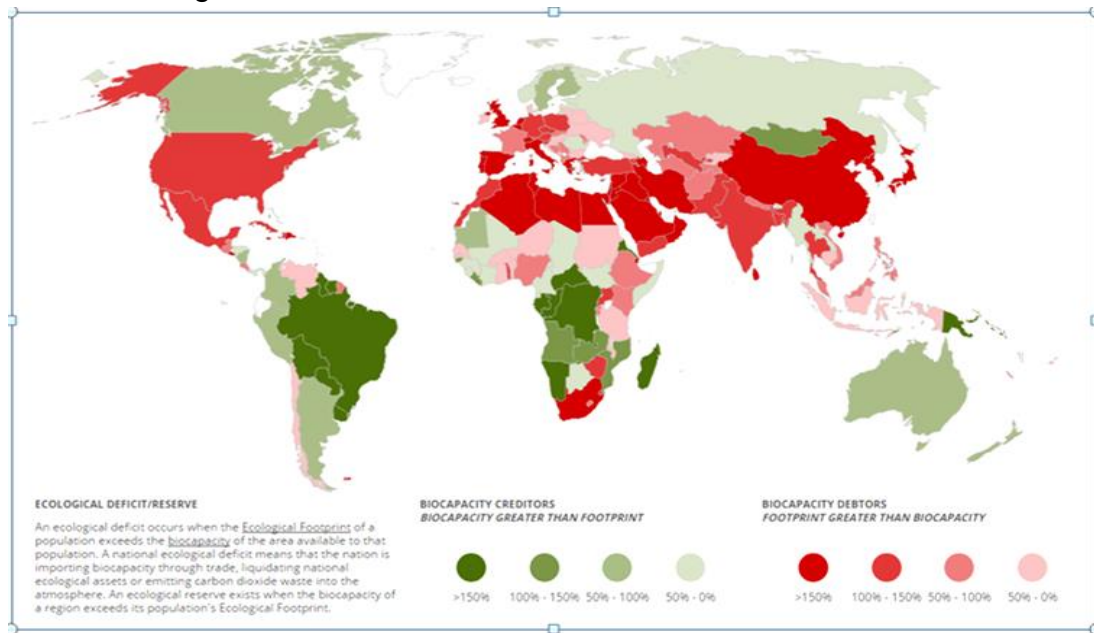 ECOLOGICAL DEFICIT/RESERVE
An ecological deficit occurs when the Ecological Footprint of a
population exceeds the biocapacity of the area available to that
population. A national ecological deficit means that the nation is
importing biocapacity through trade, liquidating national
ecological assets or emitting carbon dioxide waste into the
atmosphere. An ecological reserve exists when the biocapacity of
a region exceeds its population's Ecological Footprint.
BIOCAPACITY CREDITORS
BIOCAPACITY GREATER THAN FOOTPRINT
>150% 100% - 150% 50% - 100% 50% - 0%
BIOCAPACITY DEBTORS
FOOTPRINT GREATER THAN BIOCAPACITY
>150% 100% - 150% 50% - 100% 50% - 0%